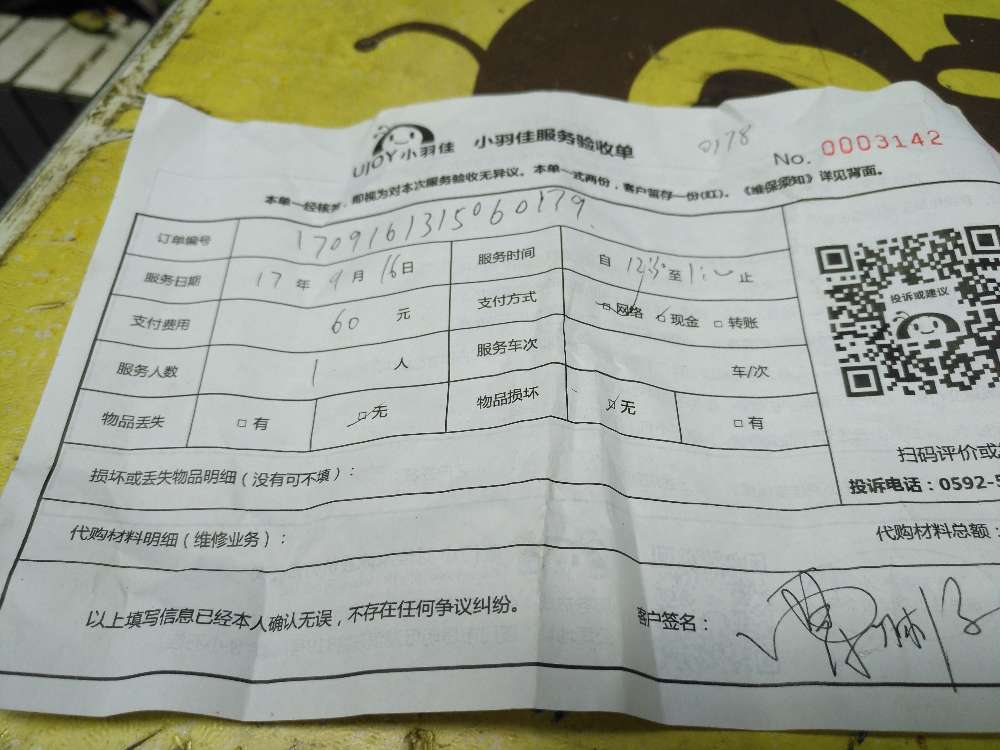 UJOY小羽佳 小羽佳服务验收单 0178 No. 0003142
本单一经核务，即视为对本次服务验收无异议。本单一式两份，客户暂存一份(红)。《维保须知》详见背面。
订单编号 1709161315060179
服务日期 17 年 9 月 16 日 服务时间 自 12:30 至 1: 止
支付费用 60 元 支付方式 □网络 □现金 □转账
服务人数 1 人 服务车次 车/次
物品丢失 □有 □无 物品损坏 □无 □有
投诉或建议
损坏或丢失物品明细（没有可不填）：
扫码评价或
投诉电话：0592-5
代购材料明细（维修业务）： 代购材料总额：
以上填写信息已经本人确认无误，不存在任何争议纠纷。 客户签名：